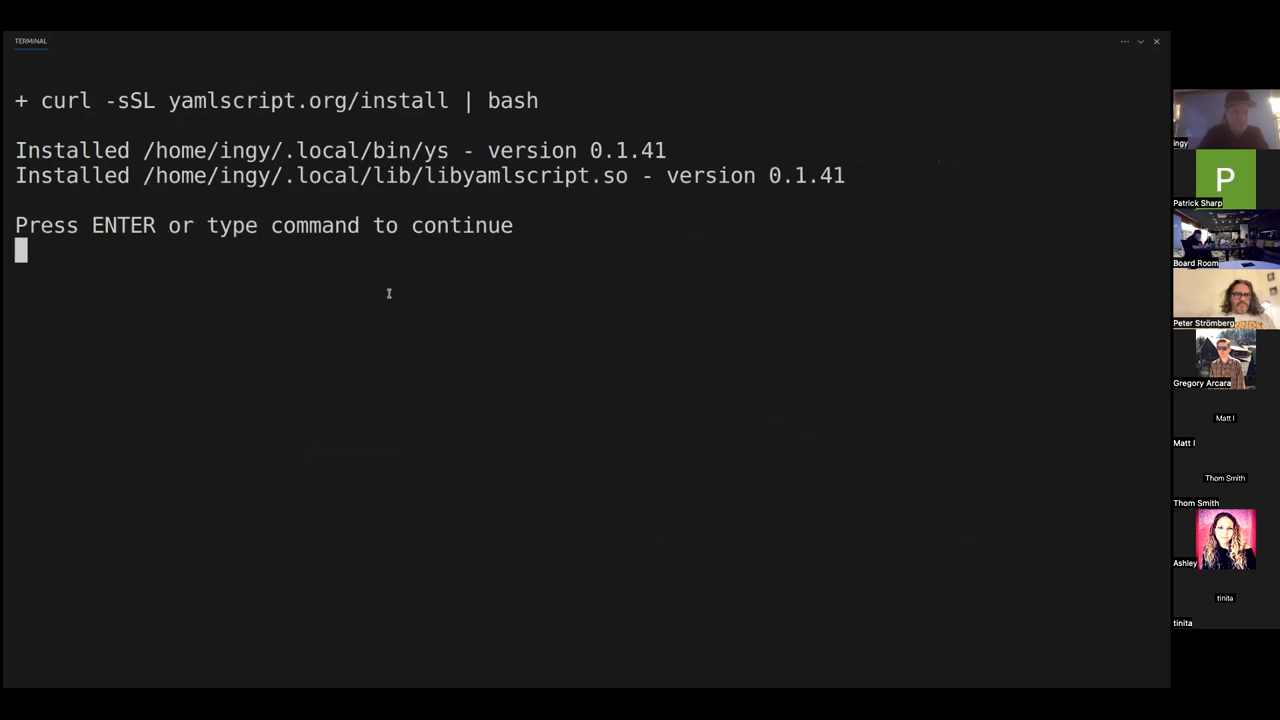 TERMINAL
+ curl -sSL yamlscript.org/install | bash
Installed /home/ingy/.local/bin/ys - version 0.1.41
Installed /home/ingy/.local/lib/libyamlscript.so - version 0.1.41
Press ENTER or type command to continue
ingy
P
Patrick Sharp
Board Room
Peter Strömberg
Gregory Arcara
Matt I
Matt I
Thom Smith
Thom Smith
Ashley
tinita
tinita